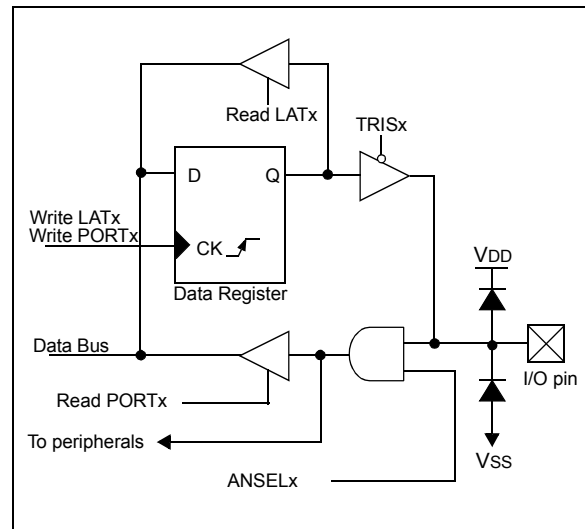 Read LATx
TRISx
D
Q
Write LATx
Write PORTx
CK
Data Register
VDD
Data Bus
I/O pin
Read PORTx
To peripherals
VSS
ANSELx